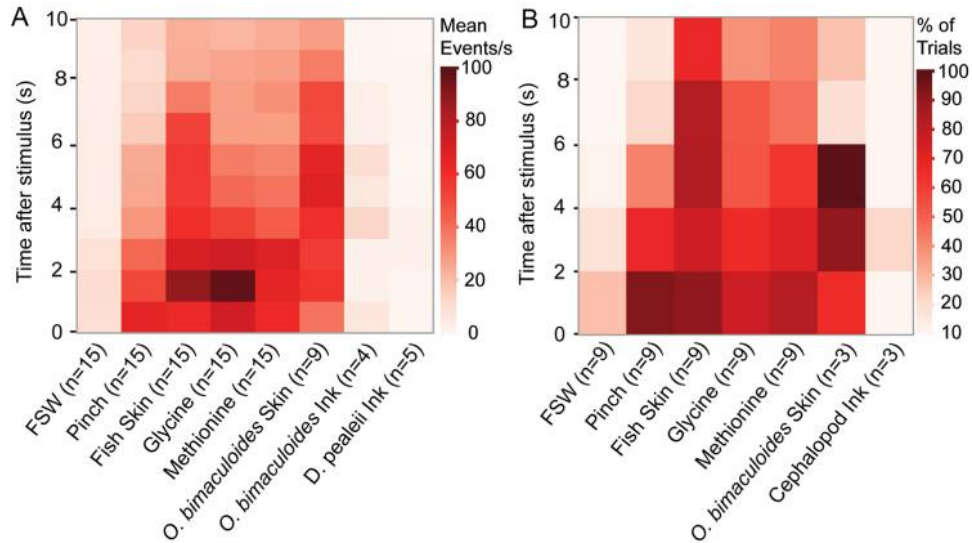 A
Mean
Events/s
100
80
60
40
20
0
Time after stimulus (s)
10
8
6
4
2
0
FSW (n=15)
Pinch (n=15)
Fish Skin (n=15)
Glycine (n=15)
Methionine (n=15)
O. bimaculoides Skin (n=9)
O. bimaculoides Ink (n=4)
D. pealeii Ink (n=5)
B
% of
Trials
100
90
80
70
60
50
40
30
20
10
Time after stimulus (s)
10
8
6
4
2
0
FSW (n=9)
Pinch (n=9)
Fish Skin (n=9)
Glycine (n=9)
Methionine (n=9)
O. bimaculoides Skin (n=3)
Cephalopod Ink (n=3)